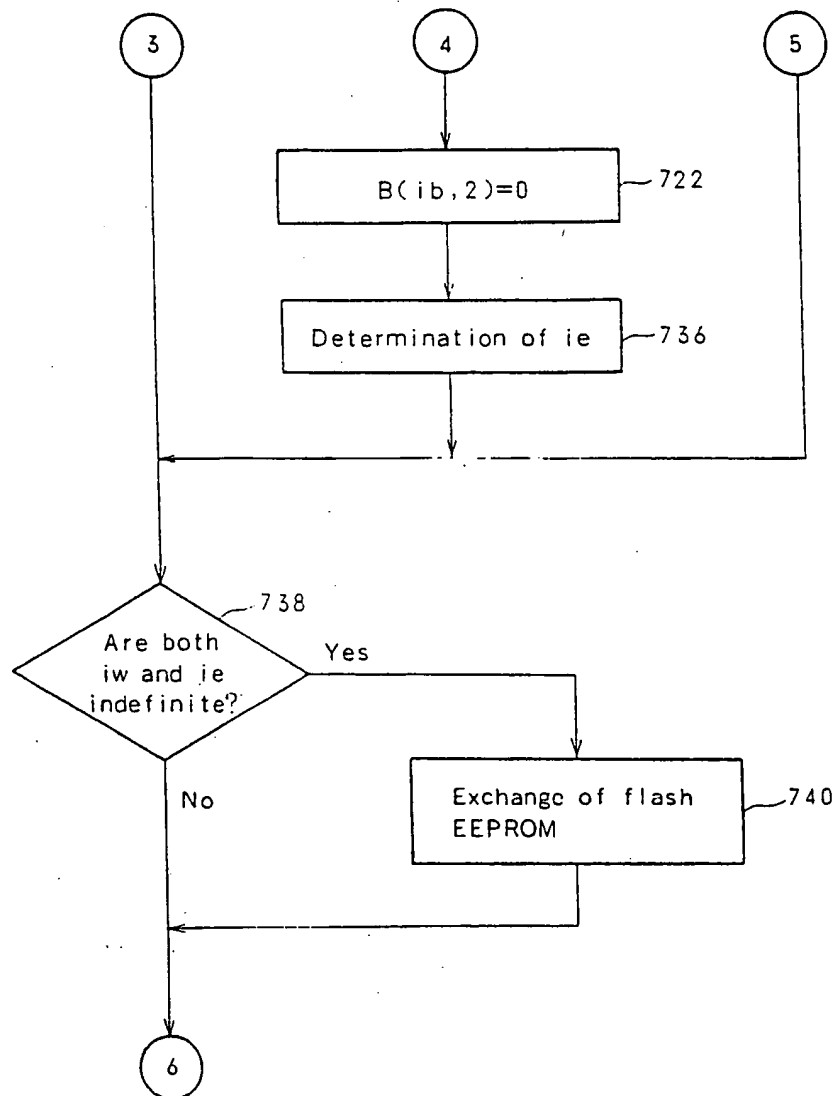 3
4
5
B(ib,2)=0
722
Determination of ie
736
738
Are both
iw and ie
indefinite?
Yes
No
Exchange of flash
EEPROM
740
6